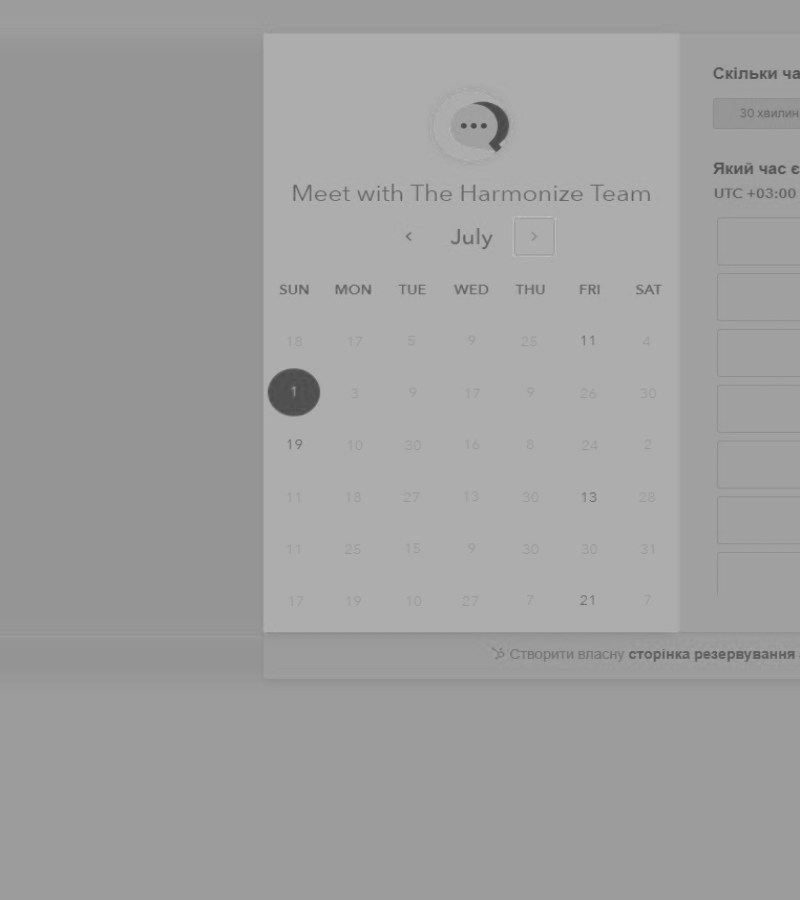 Meet with The Harmonize Team
July
SUN MON TUE WED THU FRI SAT
18 17 5 9 25 11 4
1 3 9 17 9 26 30
19 10 30 16 8 24 2
11 18 27 13 30 13 28
11 25 15 9 30 30 31
17 19 10 27 7 21 7
Скільки ча
30 хвилин
Який час є
UTC +03:00
Створити власну сторінка резервування